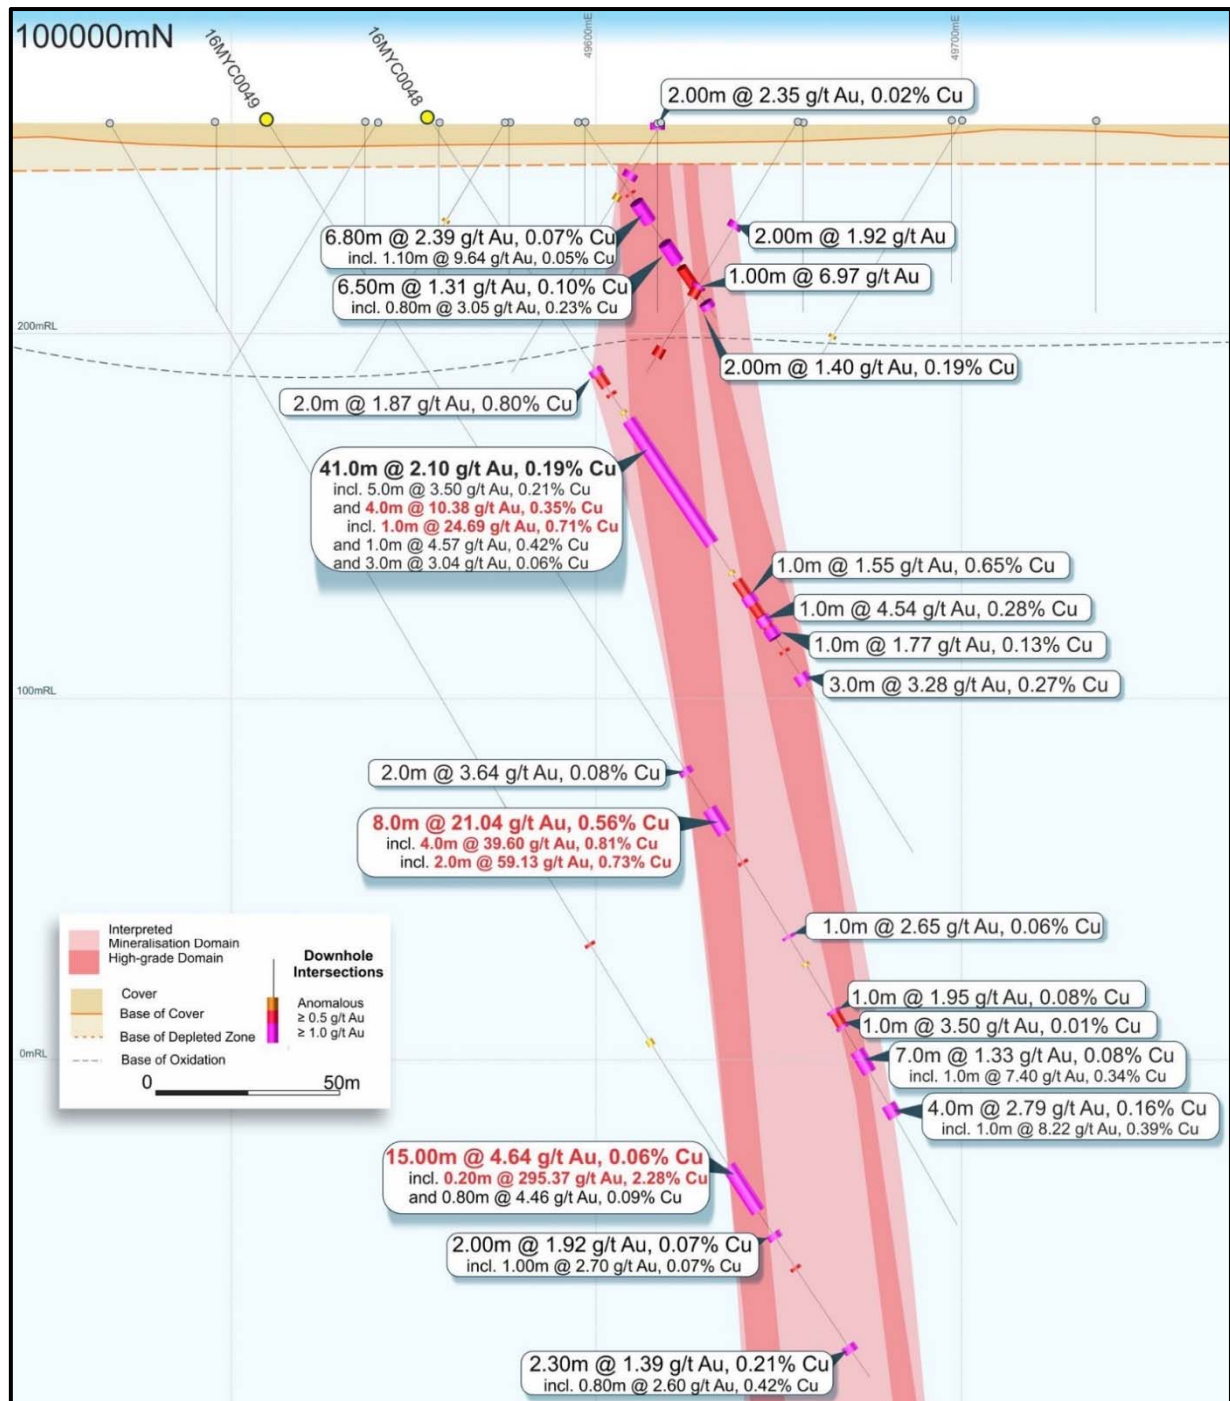 100000mN
16MYC0049
16MYC0048
49600mE
49700mE
2.00m @ 2.35 g/t Au, 0.02% Cu
6.80m @ 2.39 g/t Au, 0.07% Cu
incl. 1.10m @ 9.64 g/t Au, 0.05% Cu
2.00m @ 1.92 g/t Au
6.50m @ 1.31 g/t Au, 0.10% Cu
incl. 0.80m @ 3.05 g/t Au, 0.23% Cu
1.00m @ 6.97 g/t Au
200mRL
2.00m @ 1.40 g/t Au, 0.19% Cu
2.0m @ 1.87 g/t Au, 0.80% Cu
41.0m @ 2.10 g/t Au, 0.19% Cu
incl. 5.0m @ 3.50 g/t Au, 0.21% Cu
and 4.0m @ 10.38 g/t Au, 0.35% Cu
incl. 1.0m @ 24.69 g/t Au, 0.71% Cu
and 1.0m @ 4.57 g/t Au, 0.42% Cu
and 3.0m @ 3.04 g/t Au, 0.06% Cu
1.0m @ 1.55 g/t Au, 0.65% Cu
1.0m @ 4.54 g/t Au, 0.28% Cu
1.0m @ 1.77 g/t Au, 0.13% Cu
3.0m @ 3.28 g/t Au, 0.27% Cu
100mRL
2.0m @ 3.64 g/t Au, 0.08% Cu
8.0m @ 21.04 g/t Au, 0.56% Cu
incl. 4.0m @ 39.60 g/t Au, 0.81% Cu
incl. 2.0m @ 59.13 g/t Au, 0.73% Cu
1.0m @ 2.65 g/t Au, 0.06% Cu
1.0m @ 1.95 g/t Au, 0.08% Cu
1.0m @ 3.50 g/t Au, 0.01% Cu
0mRL
7.0m @ 1.33 g/t Au, 0.08% Cu
incl. 1.0m @ 7.40 g/t Au, 0.34% Cu
4.0m @ 2.79 g/t Au, 0.16% Cu
incl. 1.0m @ 8.22 g/t Au, 0.39% Cu
Interpreted
Mineralisation Domain
High-grade Domain
Cover
Base of Cover
Base of Depleted Zone
Base of Oxidation
Downhole
Intersections
Anomalous
≥ 0.5 g/t Au
≥ 1.0 g/t Au
0
50m
15.00m @ 4.64 g/t Au, 0.06% Cu
incl. 0.20m @ 295.37 g/t Au, 2.28% Cu
and 0.80m @ 4.46 g/t Au, 0.09% Cu
2.00m @ 1.92 g/t Au, 0.07% Cu
incl. 1.00m @ 2.70 g/t Au, 0.07% Cu
2.30m @ 1.39 g/t Au, 0.21% Cu
incl. 0.80m @ 2.60 g/t Au, 0.42% Cu